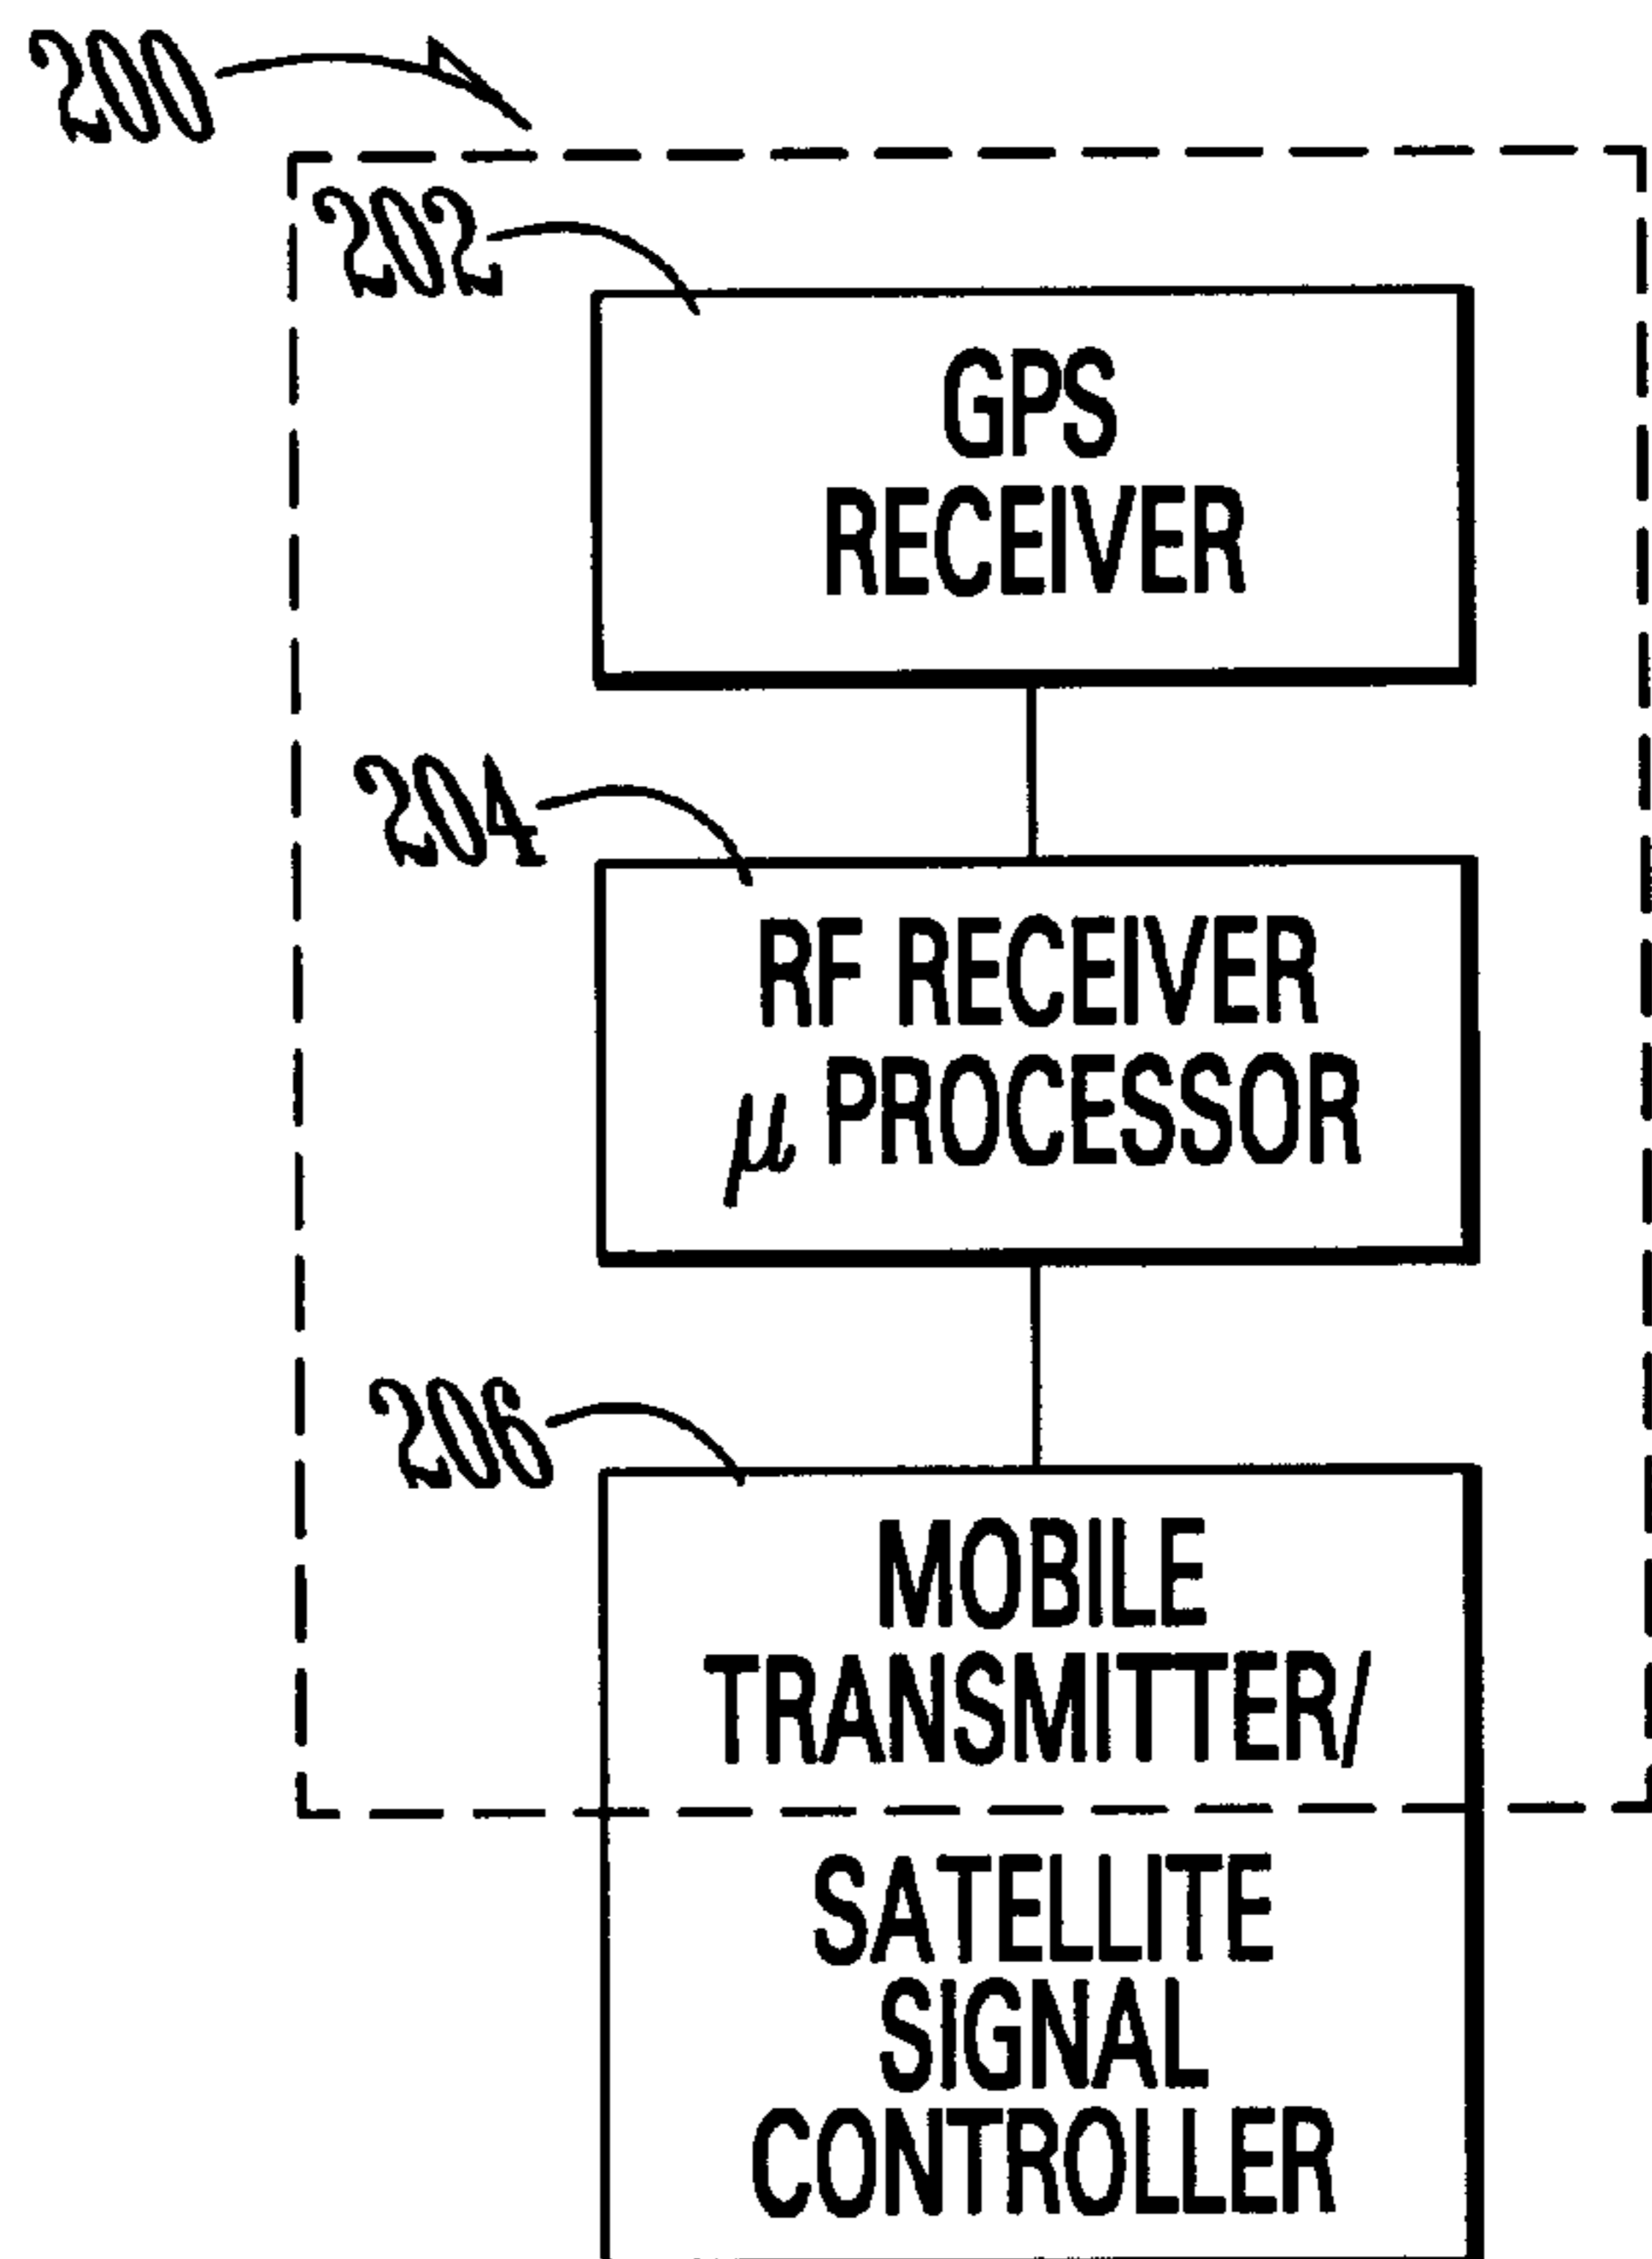 200
202
GPS
RECEIVER
204
RF RECEIVER
μ PROCESSOR
206
MOBILE
TRANSMITTER/
SATELLITE
SIGNAL
CONTROLLER